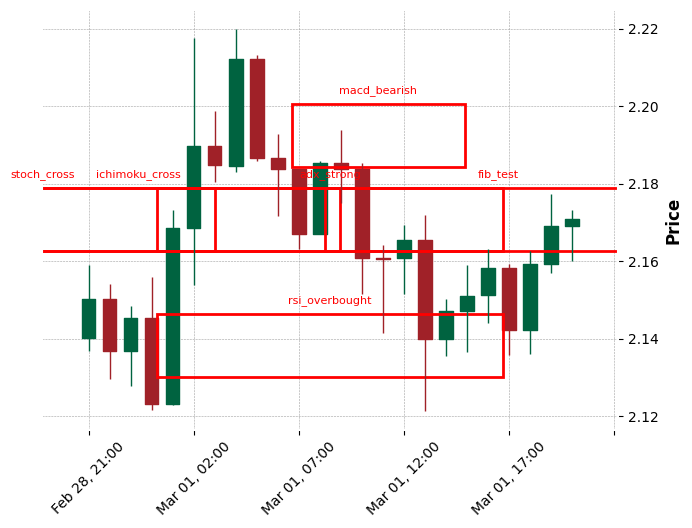 2.22
macd_bearish
2.20
stoch_cross
ichimoku_cross
fib_test
2.18
Price
2.16
rsi_overbought
2.14
2.12
Feb 28, 21:00
Mar 01, 02:00
Mar 01, 07:00
Mar 01, 12:00
Mar 01, 17:00